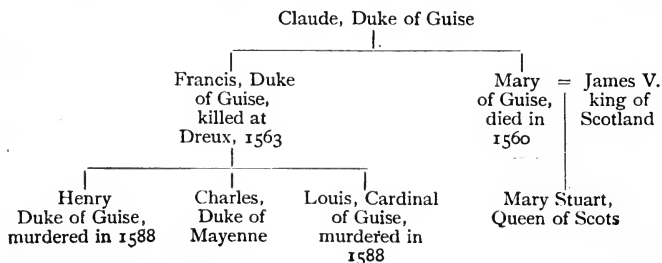 Claude, Duke of Guise
Francis, Duke
of Guise,
killed at
Dreux, 1563
Mary
of Guise,
died in
1560
=
James V.
king of
Scotland
Henry
Duke of Guise,
murdered in 1588
Charles,
Duke of
Mayenne
Louis, Cardinal
of Guise,
murdered in
1588
Mary Stuart,
Queen of Scots